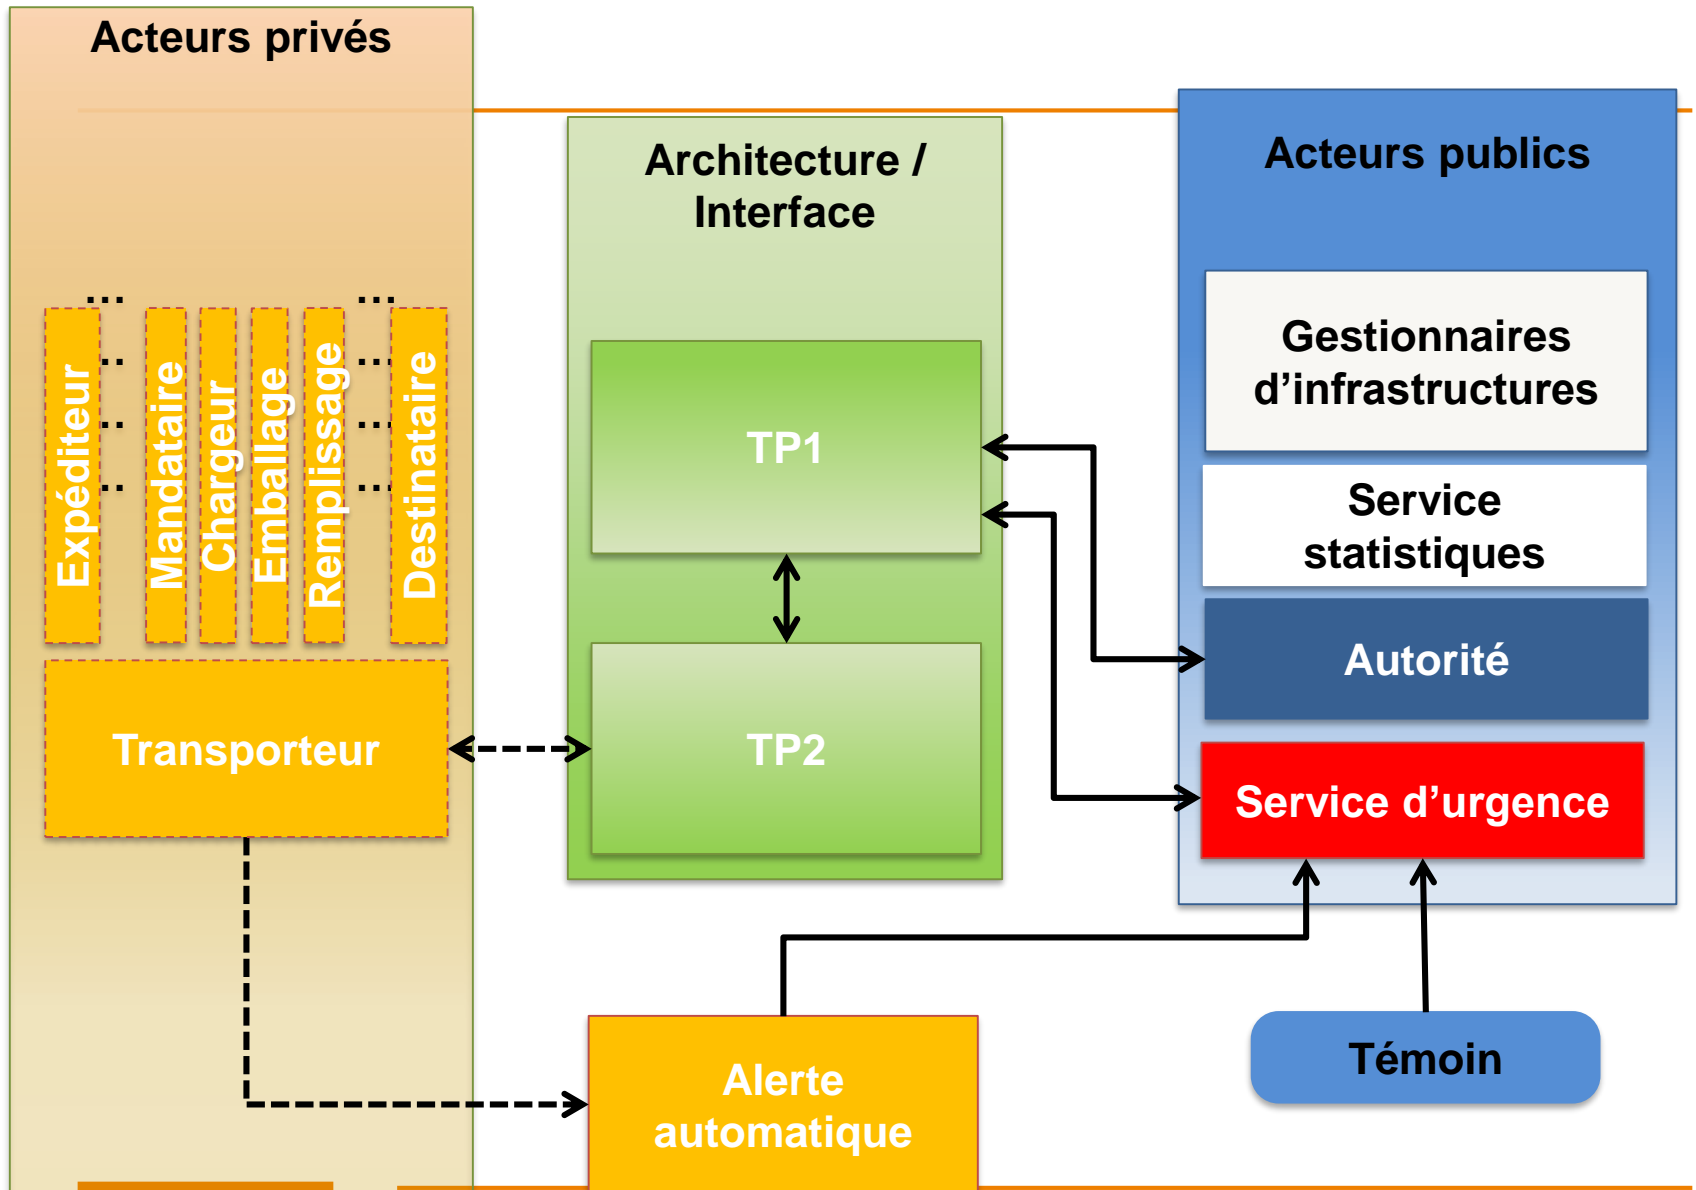 Acteurs privés
... ...
.. ...
.. ...
.. ...
Expéditeur
Mandataire
Chargeur
Emballage
Remplissage
Destinataire
Transporteur
Architecture /
Interface
TP1
TP2
Acteurs publics
Gestionnaires
d’infrastructures
Service
statistiques
Autorité
Service d’urgence
Alerte
automatique
Témoin